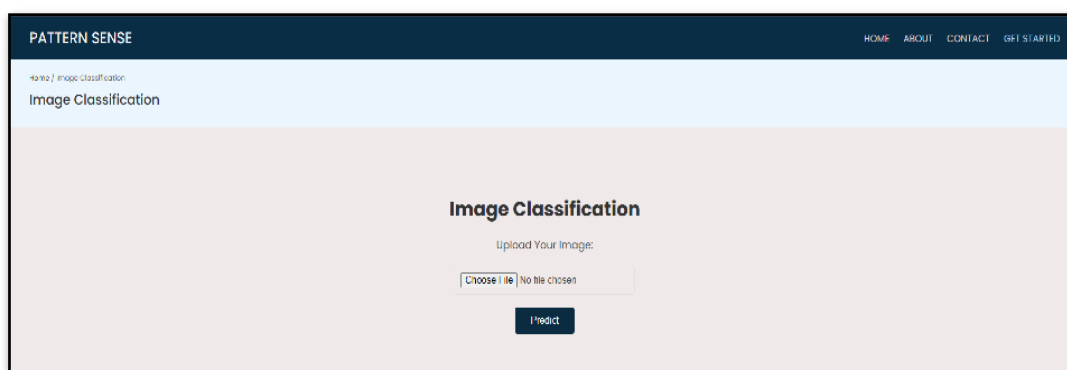 PATTERN SENSE
HOME ABOUT CONTACT GET STARTED
Home / Image Classification
Image Classification
Image Classification
Upload Your Image:
Choose File No file chosen
Predict